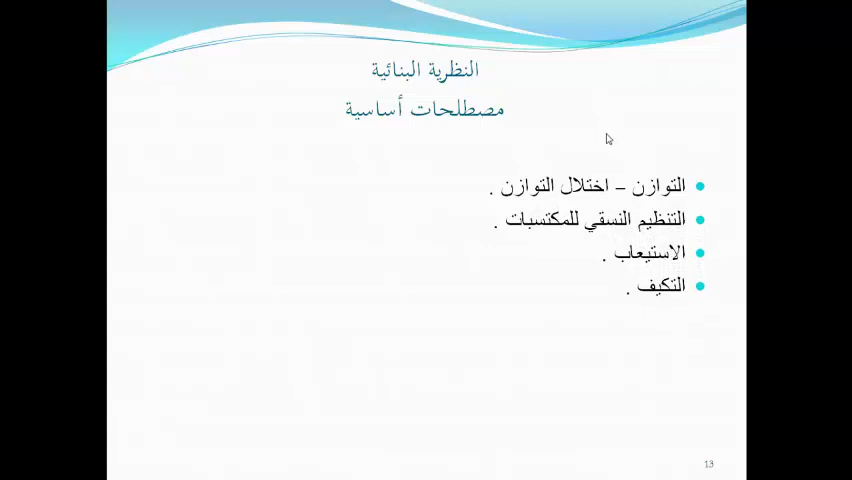 النظرية البنائية
مصطلحات أساسية
التوازن – اختلال التوازن .
التنظيم النسقي للمكتسبات .
الاستيعاب .
التكيف .
13